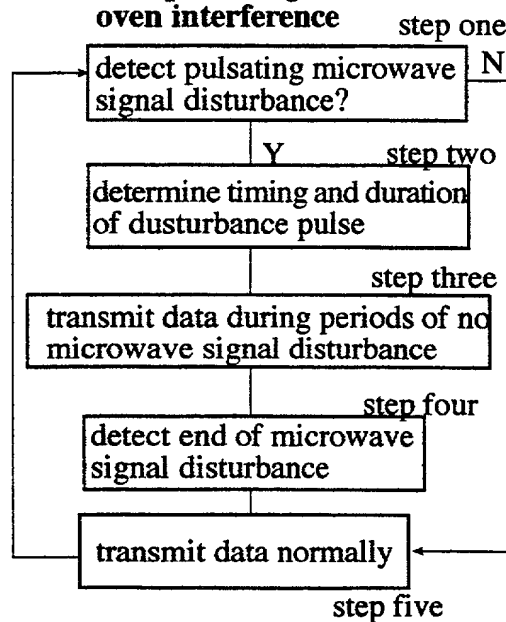 oven interference
step one
detect pulsating microwave
signal disturbance?
N
Y
step two
determine timing and duration
of dusturbance pulse
step three
transmit data during periods of no
microwave signal disturbance
step four
detect end of microwave
signal disturbance
transmit data normally
step five